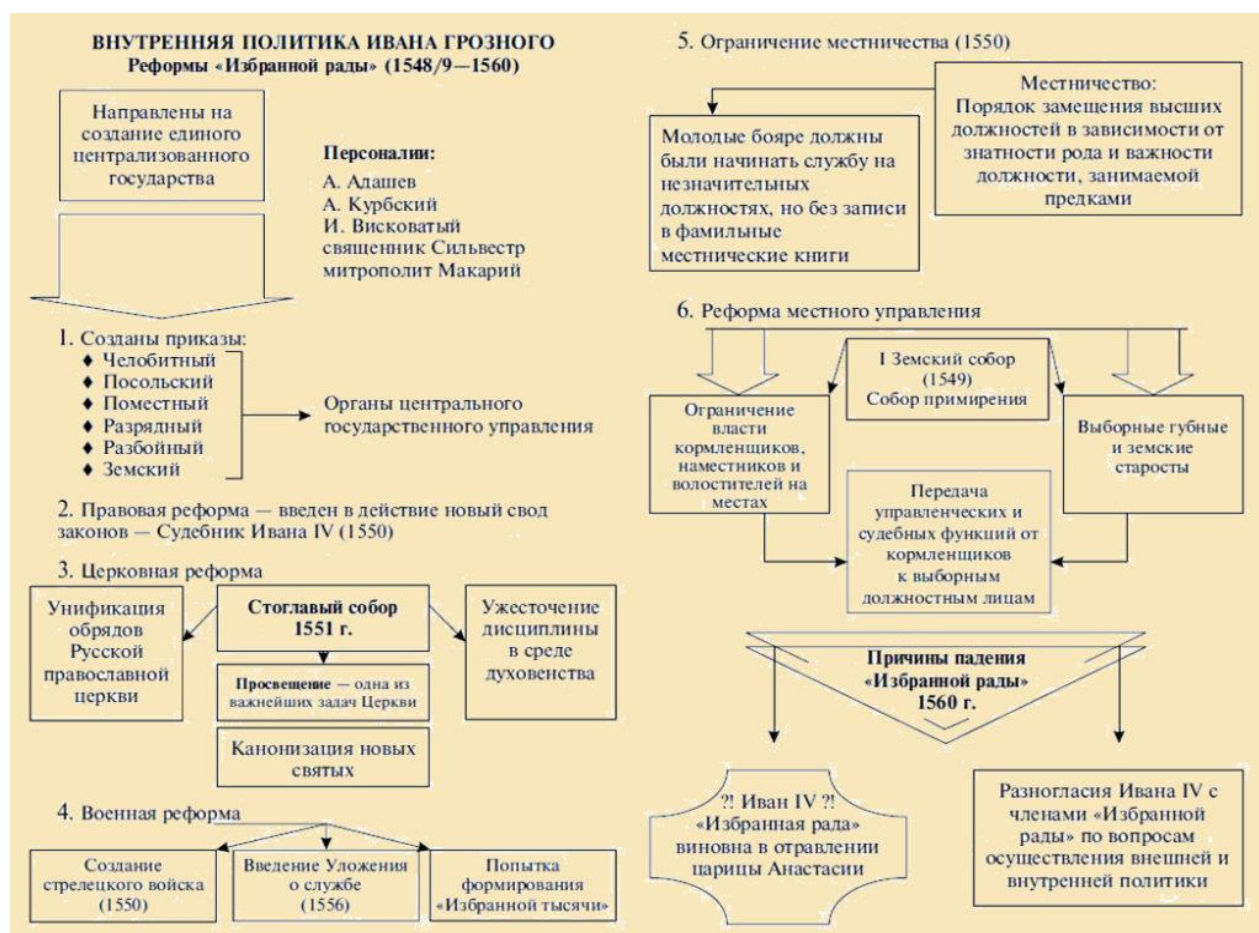 ВНУТРЕННЯЯ ПОЛИТИКА ИВАНА ГРОЗНОГО
Реформы «Избранной рады» (1548/9—1560)
Направлены на
создание единого
централизованного
государства
Персоналии:
А. Адашев
А. Курбский
И. Висковатый
священник Сильвестр
митрополит Макарий
1. Созданы приказы:
♦ Челобитный
♦ Посольский
♦ Поместный
♦ Разрядный
♦ Разбойный
♦ Земский
Органы центрального
государственного управления
2. Правовая реформа — введен в действие новый свод
законов — Судебник Ивана IV (1550)
3. Церковная реформа
Унификация
обрядов
Русской
православной
церкви
Стоглавый собор
1551 г.
Просвещение — одна из
важнейших задач Церкви
Канонизация новых
святых
Ужесточение
дисциплины
в среде
духовенства
4. Военная реформа
Создание
стрелецкого войска
(1550)
Введение Уложения
о службе
(1556)
Попытка
формирования
«Избранной тысячи»
5. Ограничение местничества (1550)
Местничество:
Порядок замещения высших
должностей в зависимости от
знатности рода и важности
должности, занимаемой
предками
Молодые бояре должны
были начинать службу на
незначительных
должностях, но без записи
в фамильные
местнические книги
6. Реформа местного управления
I Земский собор
(1549)
Собор примирения
Ограничение
власти
кормленщиков,
наместников и
волостителей на
местах
Выборные губные
и земские
старосты
Передача
управленческих и
судебных функций от
кормленщиков
к выборным
должностным лицам
Причины падения
«Избранной рады»
1560 г.
?! Иван IV ?!
«Избранная рада»
виновна в отравлении
царицы Анастасии
Разногласия Ивана IV с
членами «Избранной
рады» по вопросам
осуществления внешней и
внутренней политики